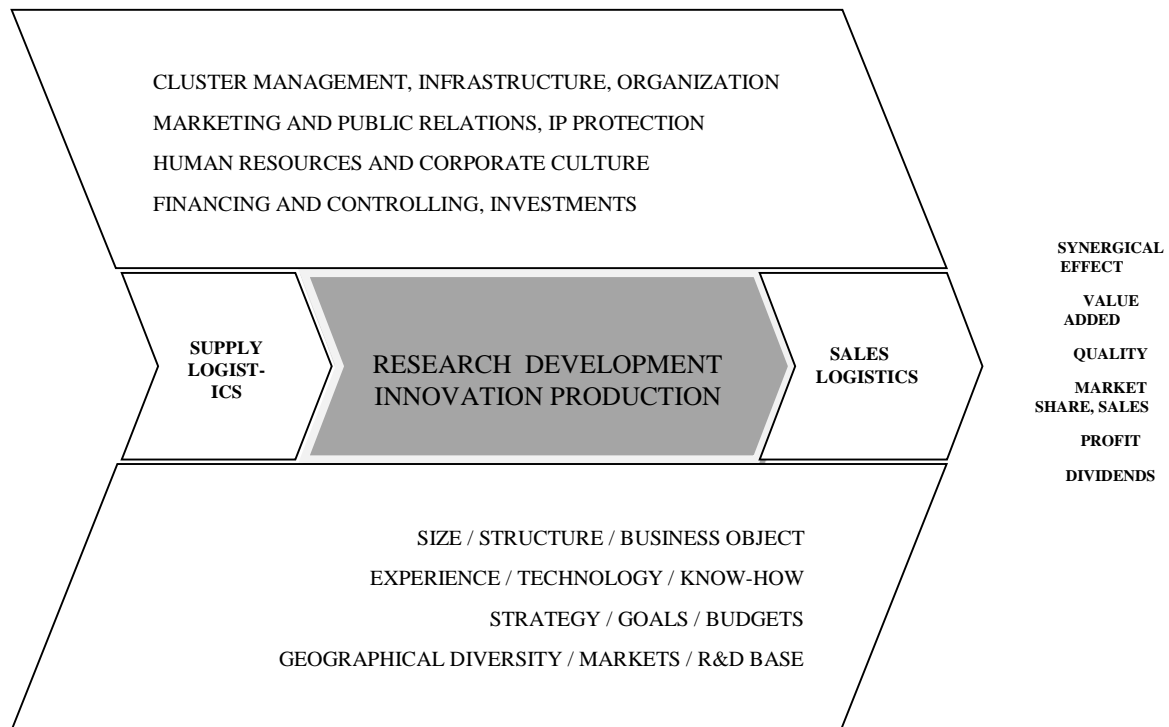 CLUSTER MANAGEMENT, INFRASTRUCTURE, ORGANIZATION
MARKETING AND PUBLIC RELATIONS, IP PROTECTION
HUMAN RESOURCES AND CORPORATE CULTURE
FINANCING AND CONTROLLING, INVESTMENTS
SUPPLY
LOGIST-
ICS
RESEARCH DEVELOPMENT
INNOVATION PRODUCTION
SALES
LOGISTICS
SYNERGICAL
EFFECT
VALUE
ADDED
QUALITY
MARKET
SHARE, SALES
PROFIT
DIVIDENDS
SIZE / STRUCTURE / BUSINESS OBJECT
EXPERIENCE / TECHNOLOGY / KNOW-HOW
STRATEGY / GOALS / BUDGETS
GEOGRAPHICAL DIVERSITY / MARKETS / R&D BASE